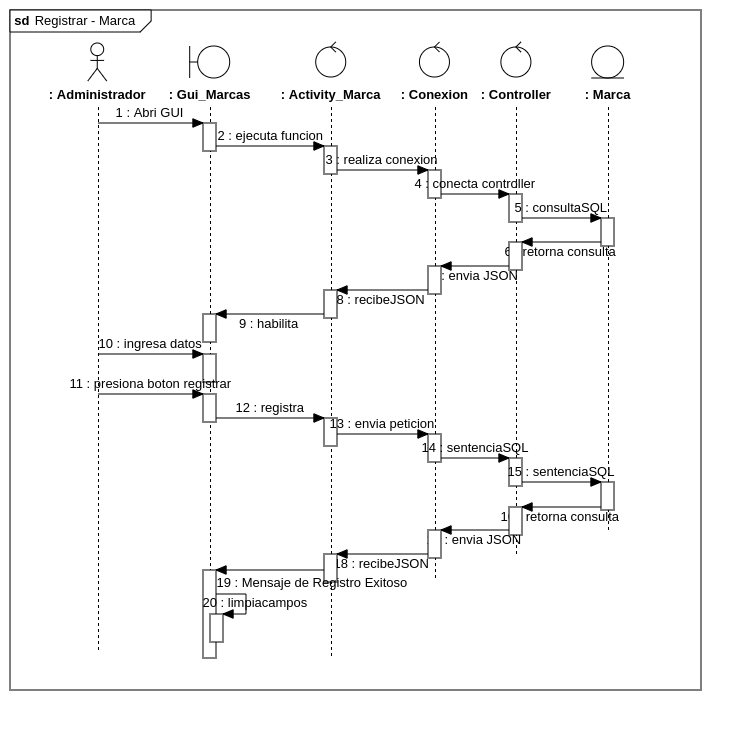 sd Registrar - Marca
: Administrador
: Gui_Marcas
: Activity_Marca
: Conexion
: Controller
: Marca
1 : Abri GUI
2 : ejecuta funcion
3 : realiza conexion
4 : conecta controller
5 : consultaSQL
6 : retorna consulta
: envia JSON
8 : recibeJSON
9 : habilita
10 : ingresa datos
11 : presiona boton registrar
12 : registra
13 : envia peticion
14 : sentenciaSQL
15 : sentenciaSQL
retorna consulta
: envia JSON
18 : recibeJSON
19 : Mensaje de Registro Exitoso
20 : limpiacampos